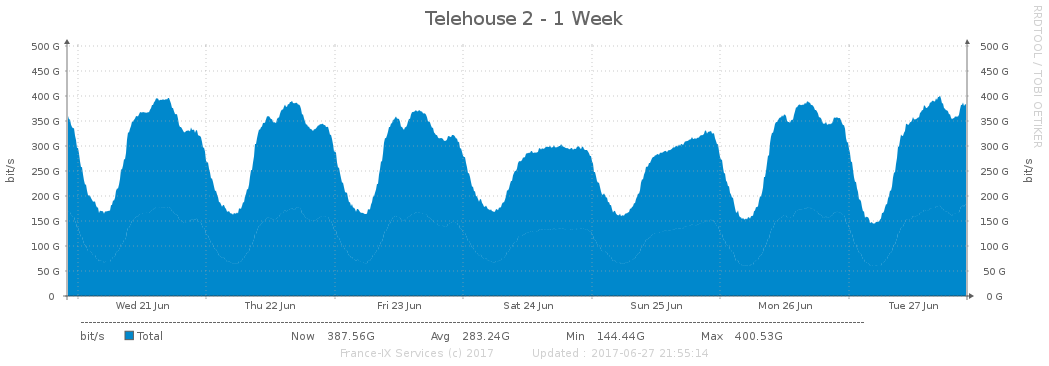 Telehouse 2 - 1 Week
RRDTOOL / TOBI OETIKER
500 G 500 G
450 G 450 G
400 G 400 G
350 G 350 G
300 G 300 G
250 G 250 G
200 G 200 G
150 G 150 G
100 G 100 G
50 G 50 G
0 0 G
bit/s bit/s
Wed 21 Jun Thu 22 Jun Fri 23 Jun Sat 24 Jun Sun 25 Jun Mon 26 Jun Tue 27 Jun
bit/s Total Now 387.56G Avg 283.24G Min 144.44G Max 400.53G
France-IX Services (c) 2017 Updated : 2017-06-27 21:55:14